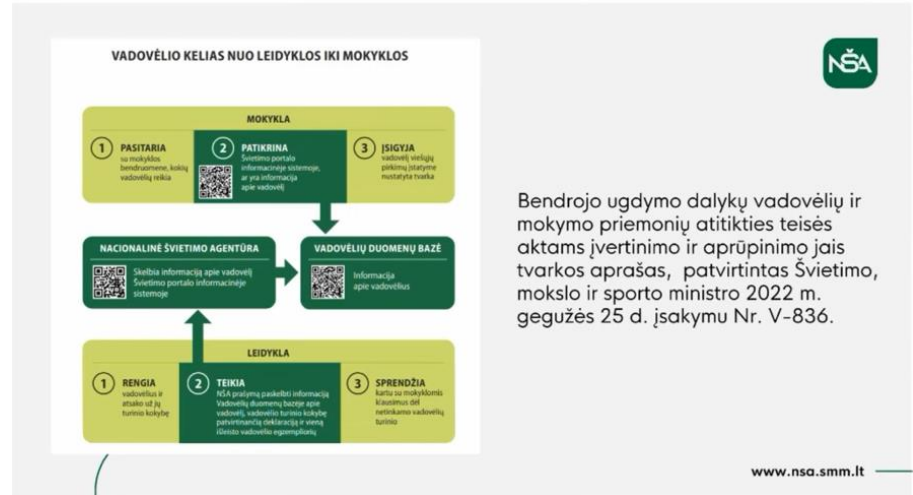 VADOVĖLIO KELIAS NUO LEIDYKLOS IKI MOKYKLOS
NŠA
MOKYKLA
1 PASITARIA
su mokyklos
bendruomene, kokių
vadovėlių reikia
2 PATIKRINA
Švietimo portalo
informacinėje sistemoje,
ar yra informacija
apie vadovėlį
3 ĮSIGYJA
vadovėlį viešųjų
pirkimų įstatyme
nustatyta tvarka
NACIONALINĖ ŠVIETIMO AGENTŪRA
Skelbia informaciją apie vadovėlį
Švietimo portalo informacinėje
sistemoje
VADOVĖLIŲ DUOMENŲ BAZĖ
Informacija
apie vadovėlius
LEIDYKLA
1 RENGIA
vadovėlius ir
atsako už jų
turinio kokybę
2 TEIKIA
NŠA prašymą paskelbti informaciją
Vadovėlių duomenų bazėje apie
vadovėlį, vadovėlio turinio kokybę
patvirtinančią deklaraciją ir vieną
išleisto vadovėlio egzempliorių
3 SPRENDŽIA
kartu su mokyklomis
klausimus dėl
netinkamo vadovėlių
turinio
Bendrojo ugdymo dalykų vadovėlių ir
mokymo priemonių atitikties teisės
aktams įvertinimo ir aprūpinimo jais
tvarkos aprašas, patvirtintas Švietimo,
mokslo ir sporto ministro 2022 m.
gegužės 25 d. įsakymu Nr. V-836.
www.nsa.smm.lt